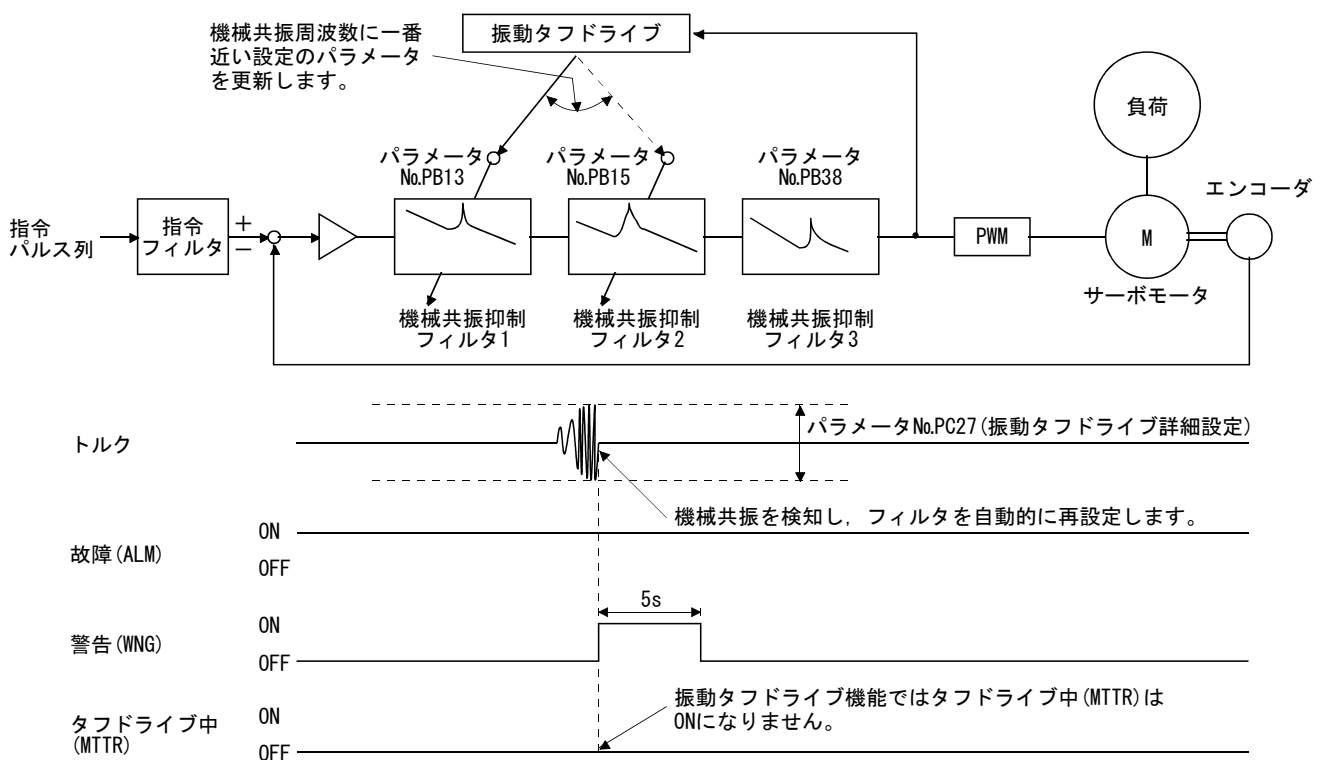 機械共振周波数に一番
近い設定のパラメータ
を更新します。
振動タフドライブ
負荷
パラメータ
No.PB13
パラメータ
No.PB15
パラメータ
No.PB38
エンコーダ
指令
パルス列
指令
フィルタ
+
−
PWM
M
サーボモータ
機械共振抑制
フィルタ1
機械共振抑制
フィルタ2
機械共振抑制
フィルタ3
トルク
パラメータNo.PC27(振動タフドライブ詳細設定)
機械共振を検知し，フィルタを自動的に再設定します。
故障(ALM)
ON
OFF
5s
警告(WNG)
ON
OFF
振動タフドライブ機能ではタフドライブ中(MTTR)は
ONになりません。
タフドライブ中
(MTTR)
ON
OFF